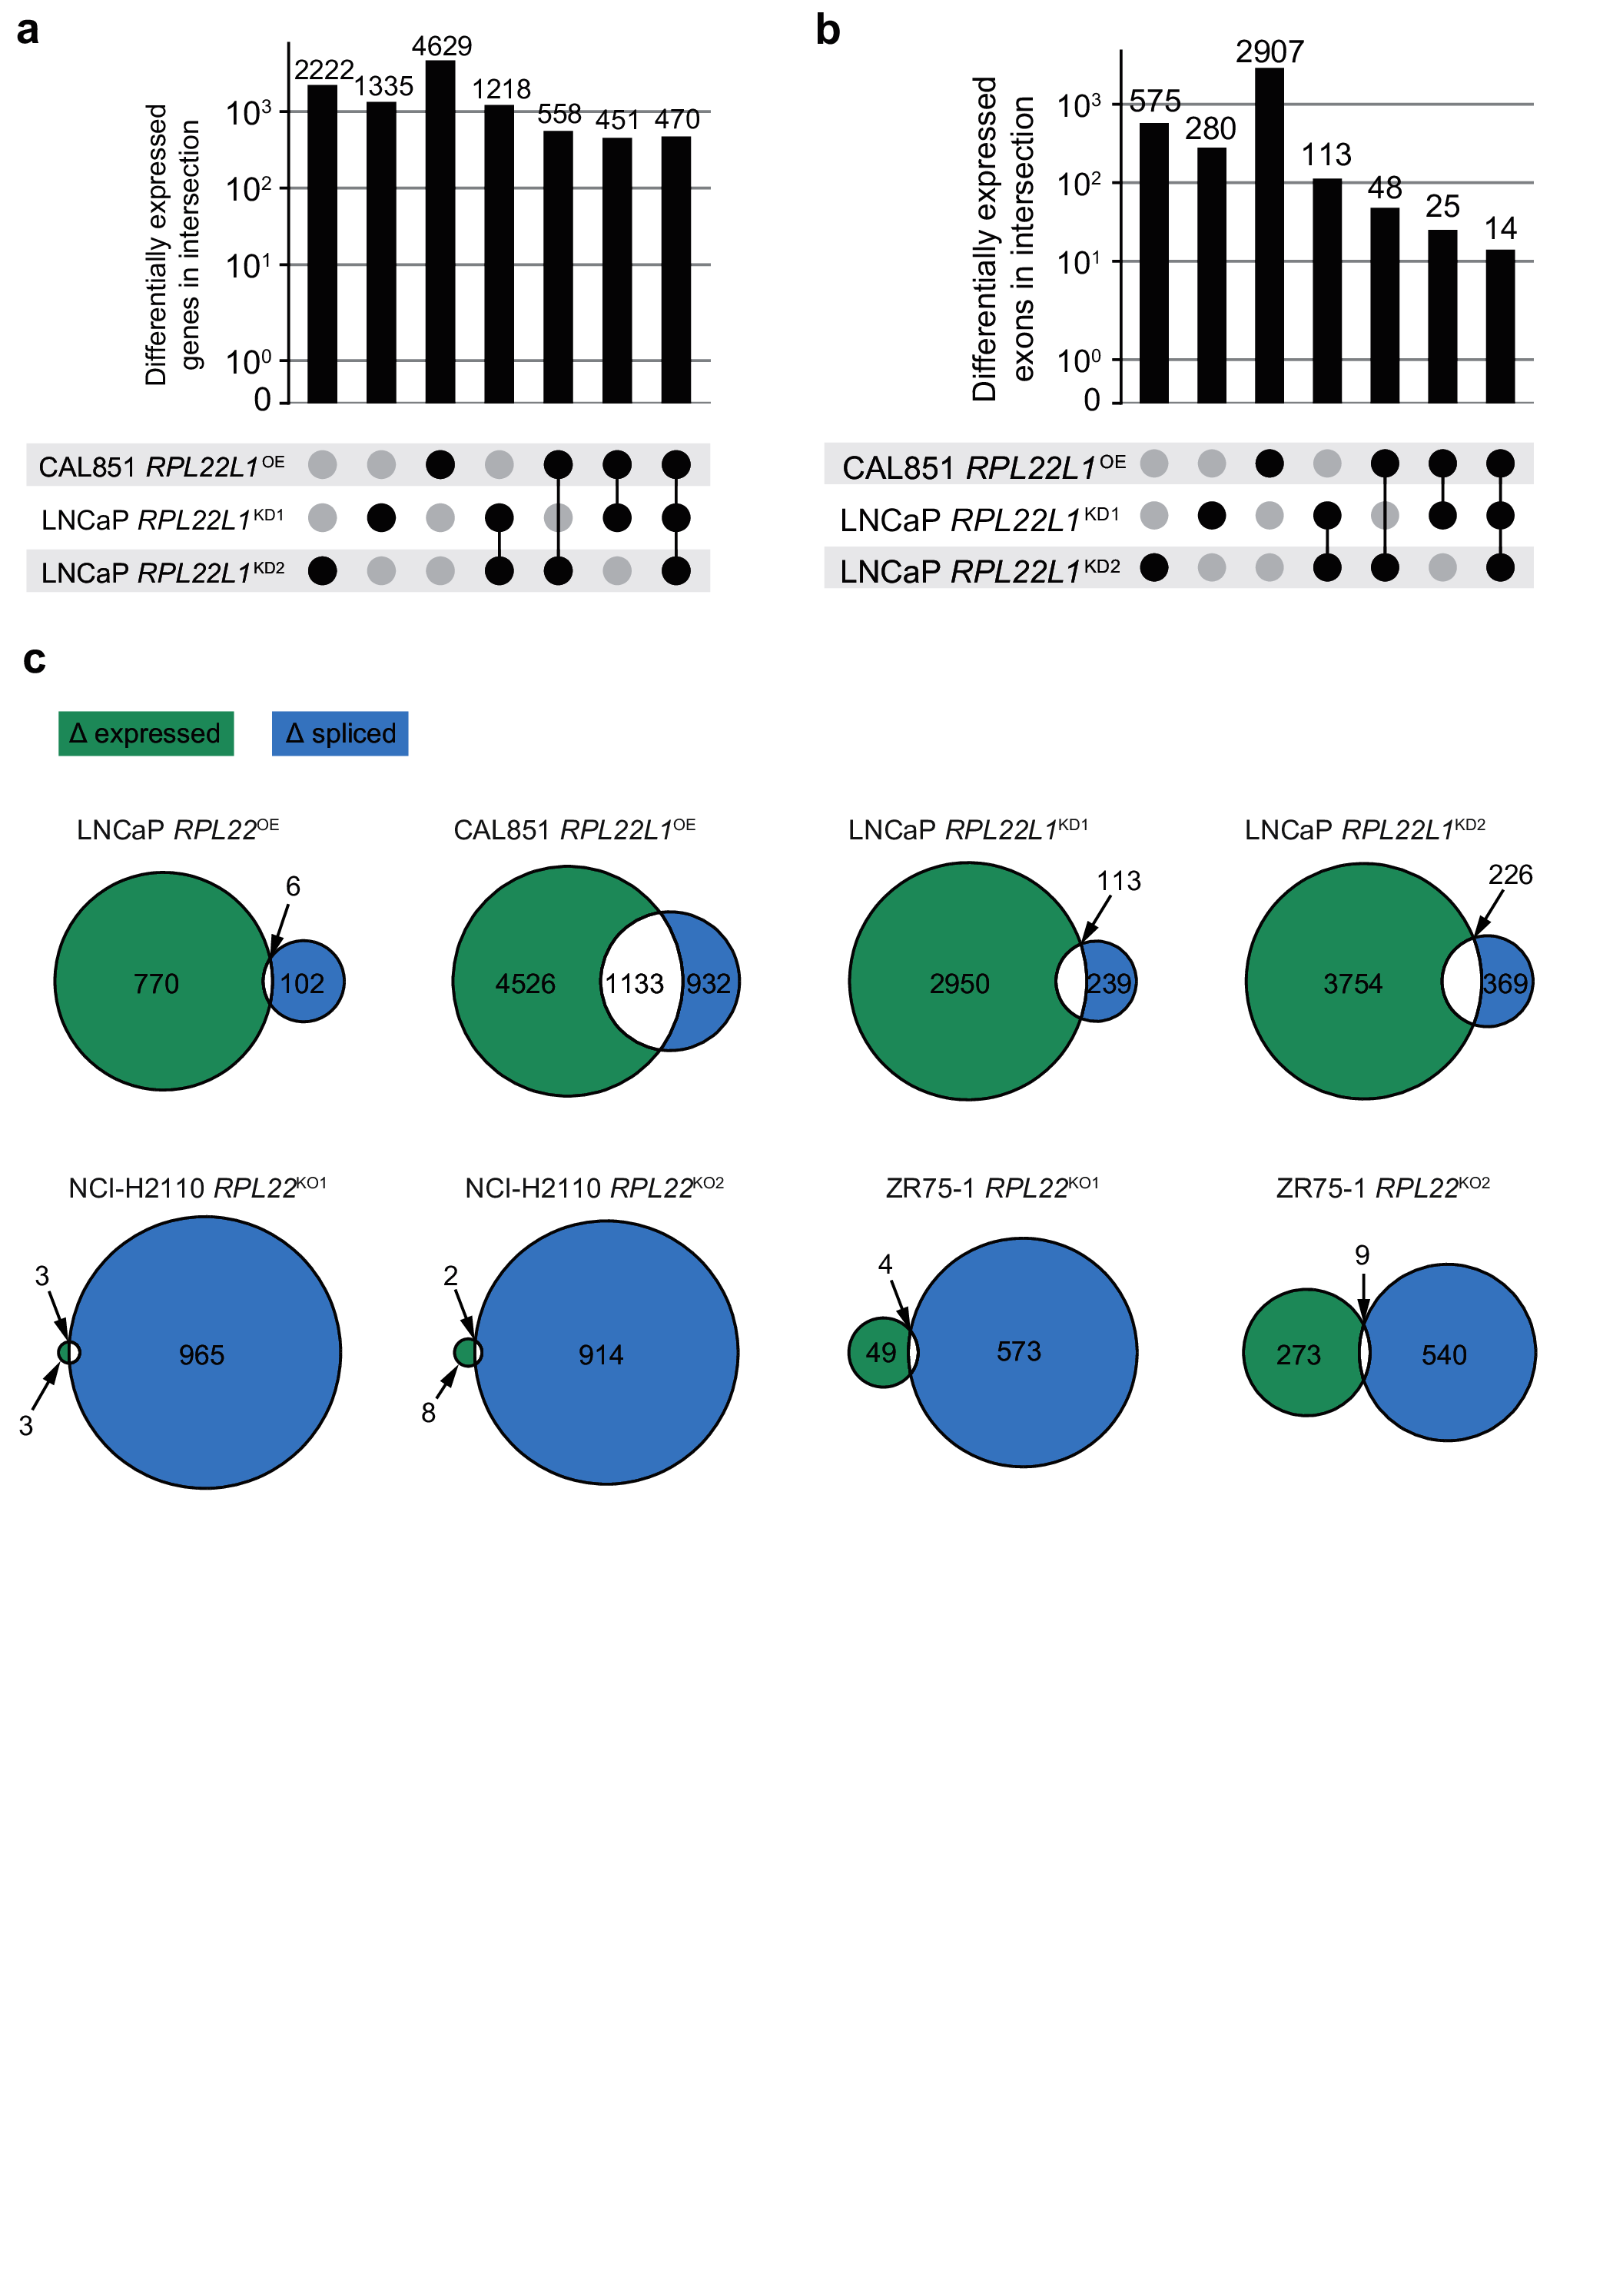 a
Differentially expressed
genes in intersection
10³
10²
10¹
10⁰
0
2222
1335
4629
1218
558
451
470
CAL851 RPL22L1ᴼᴱ
LNCaP RPL22L1ᴷᴰ¹
LNCaP RPL22L1ᴷᴰ²
b
Differentially expressed
exons in intersection
10³
10²
10¹
10⁰
0
575
280
2907
113
48
25
14
CAL851 RPL22L1ᴼᴱ
LNCaP RPL22L1ᴷᴰ¹
LNCaP RPL22L1ᴷᴰ²
c
Δ expressed
Δ spliced
LNCaP RPL22ᴼᴱ
770
6
102
CAL851 RPL22L1ᴼᴱ
4526
1133
932
LNCaP RPL22L1ᴷᴰ¹
2950
113
239
LNCaP RPL22L1ᴷᴰ²
3754
226
369
NCI-H2110 RPL22ᴷᴼ¹
3
3
965
NCI-H2110 RPL22ᴷᴼ²
2
8
914
ZR75-1 RPL22ᴷᴼ¹
4
49
573
ZR75-1 RPL22ᴷᴼ²
9
273
540